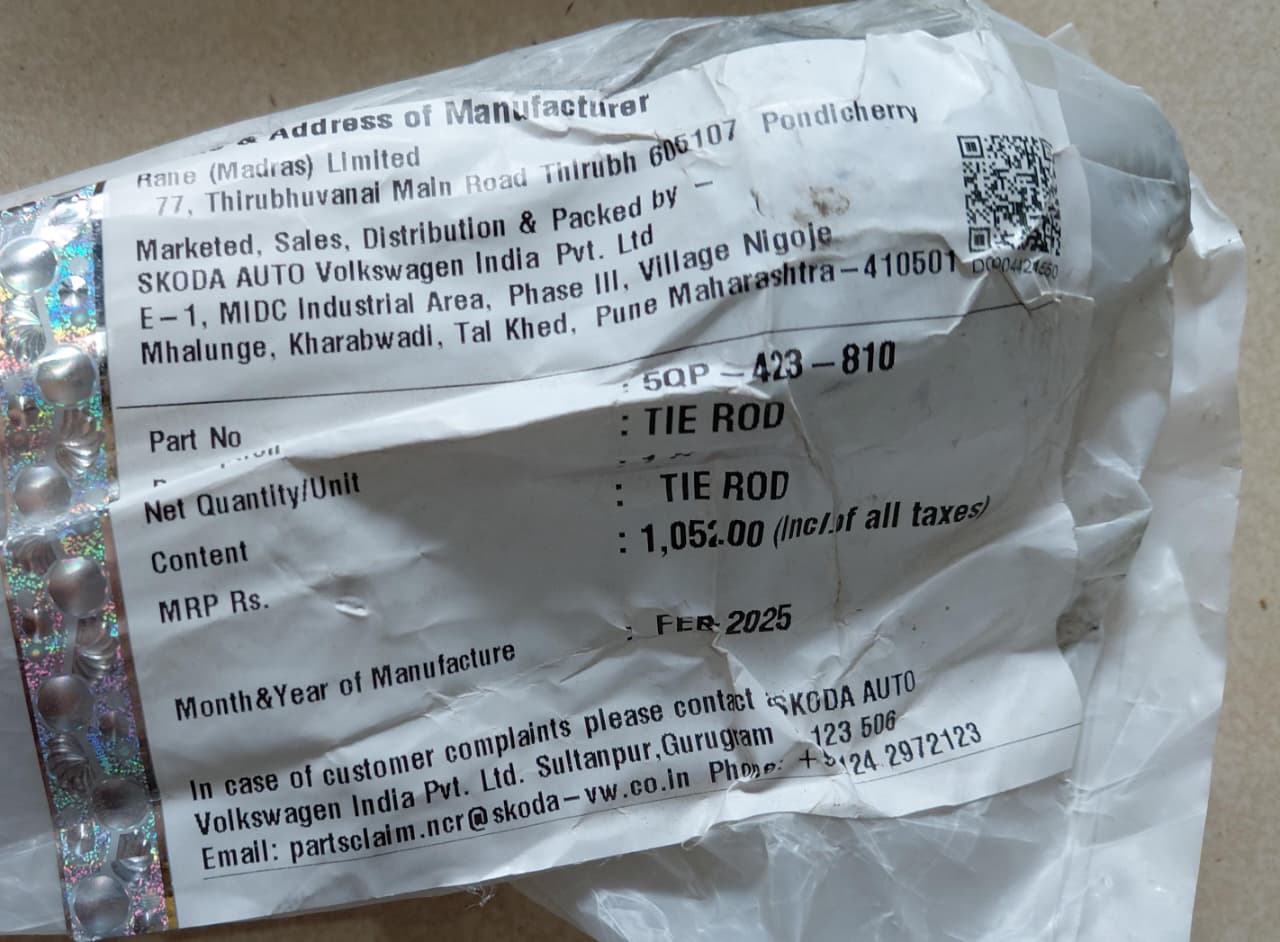 & Address of Manufacturer
Rane (Madras) Limited
77, Thirubhuvanai Main Road Thirubh 605107 Pondicherry
Marketed, Sales, Distribution & Packed by –
SKODA AUTO Volkswagen India Pvt. Ltd
E–1, MIDC Industrial Area, Phase III, Village Nigoje
Mhalunge, Kharabwadi, Tal Khed, Pune Maharashtra–410501
Part No : 5QP – 423 – 810
: TIE ROD
Net Quantity/Unit :
Content : TIE ROD
MRP Rs. : (Incl.of all taxes)
Month&Year of Manufacture : FEB 2025
In case of customer complaints please contact SKODA AUTO
Volkswagen India Pvt. Ltd. Sultanpur,Gurugram 123 506
Email: partsclaim.ncr@skoda–vw.co.in Phone: 2972123